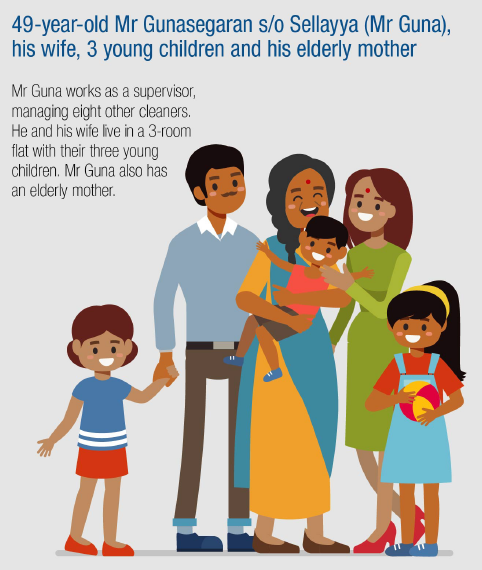 49-year-old Mr Gunasegaran s/o Sellayya (Mr Guna),
his wife, 3 young children and his elderly mother
Mr Guna works as a supervisor,
managing eight other cleaners.
He and his wife live in a 3-room
flat with their three young
children. Mr Guna also has
an elderly mother.